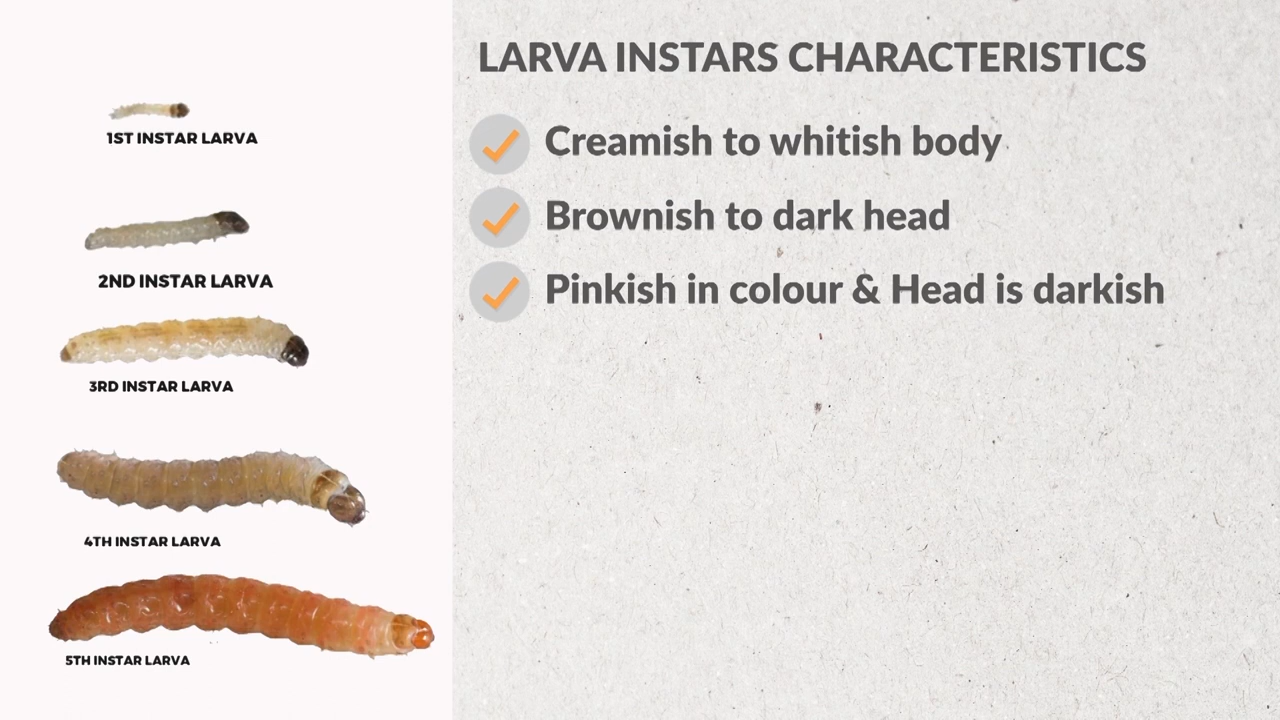 LARVA INSTARS CHARACTERISTICS
Creamish to whitish body
Brownish to dark head
Pinkish in colour & Head is darkish
1ST INSTAR LARVA
2ND INSTAR LARVA
3RD INSTAR LARVA
4TH INSTAR LARVA
5TH INSTAR LARVA